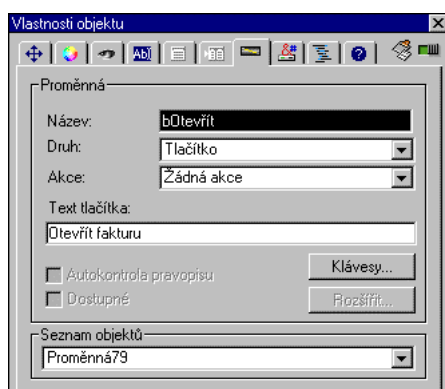 Vlastnosti objektu
Proměnná
Název: bOtevřít
Druh: Tlačítko
Akce: Žádná akce
Text tlačítka:
Otevřít fakturu
Autokontrola pravopisu
Klávesy...
Dostupné
Rozšířit...
Seznam objektů
Proměnná79